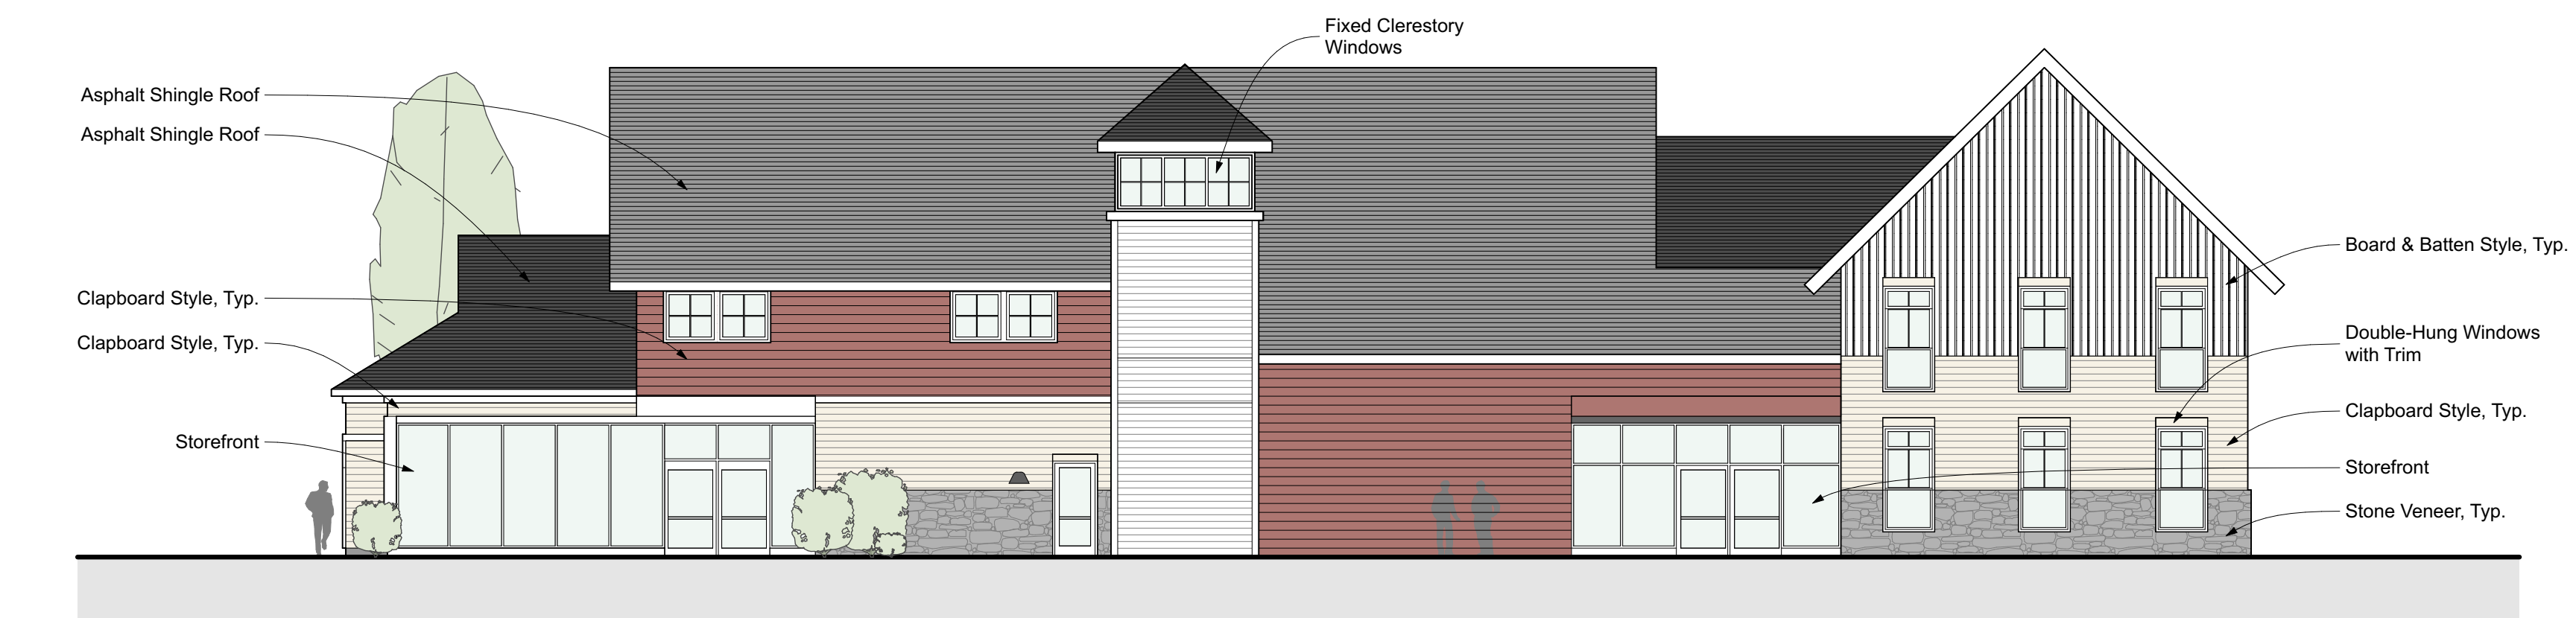 Fixed Clerestory
Windows
Asphalt Shingle Roof
Asphalt Shingle Roof
Clapboard Style, Typ.
Clapboard Style, Typ.
Storefront
Board & Batten Style, Typ.
Double-Hung Windows
with Trim
Clapboard Style, Typ.
Storefront
Stone Veneer, Typ.